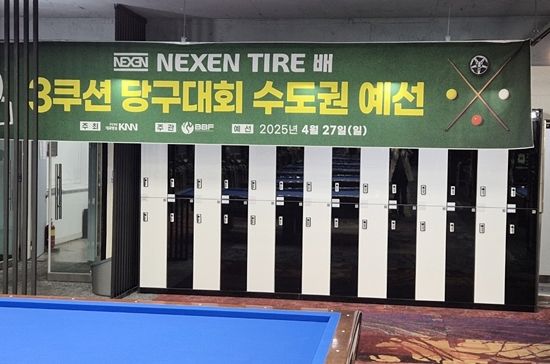 NEXEN NEXEN TIRE 배
3쿠션 당구대회 수도권 예선
주최 KNN 주관 BBF 예선 2025년 4월 27일(일)